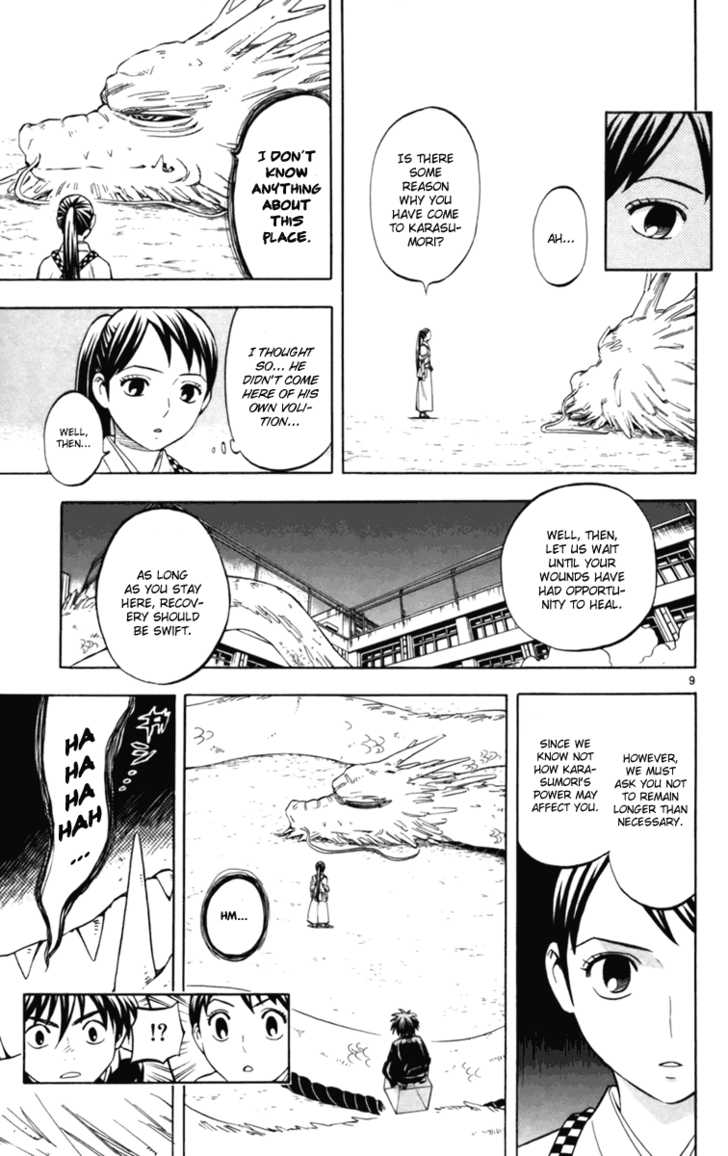 AH...
IS THERE
SOME
REASON
WHY YOU
HAVE COME
TO KARASU-
MORI?
I DON'T
KNOW
ANYTHING
ABOUT
THIS
PLACE.
I THOUGHT
SO... HE
DIDN'T COME
HERE OF HIS
OWN VOLI-
TION...
WELL,
THEN...
WELL, THEN,
LET US WAIT
UNTIL YOUR
WOUNDS HAVE
HAD OPPORTU-
NITY TO HEAL.
AS LONG
AS YOU STAY
HERE, RECOV-
ERY SHOULD
BE SWIFT.
9
HOWEVER,
WE MUST
ASK YOU NOT
TO REMAIN
LONGER THAN
NECESSARY.
SINCE WE
KNOW NOT
HOW KARA-
SUMORI'S
POWER MAY
AFFECT YOU.
HM...
HA
HA
HA
HAH
...
!?